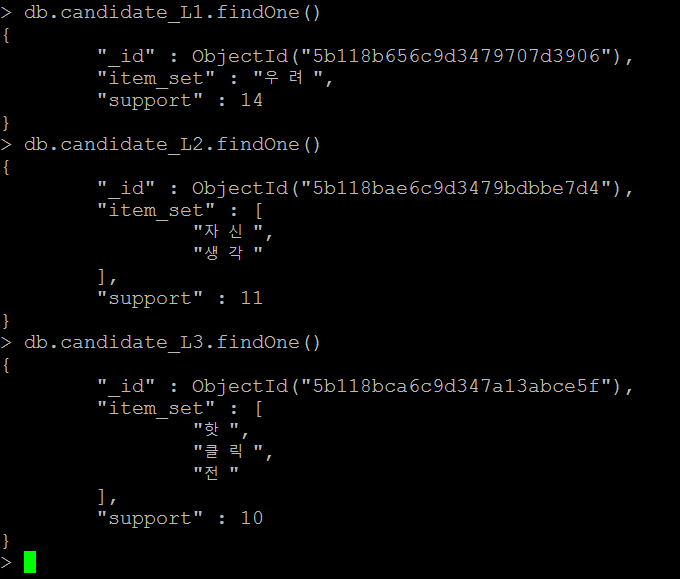 > db.candidate_L1.findOne()
{
        "_id" : ObjectId("5b118b656c9d3479707d3906"),
        "item_set" : "우려",
        "support" : 14
}
> db.candidate_L2.findOne()
{
        "_id" : ObjectId("5b118bae6c9d3479bdbbe7d4"),
        "item_set" : [
                "자신",
                "생각"
        ],
        "support" : 11
}
> db.candidate_L3.findOne()
{
        "_id" : ObjectId("5b118bca6c9d347a13abce5f"),
        "item_set" : [
                "핫",
                "클릭",
                "전"
        ],
        "support" : 10
}
>